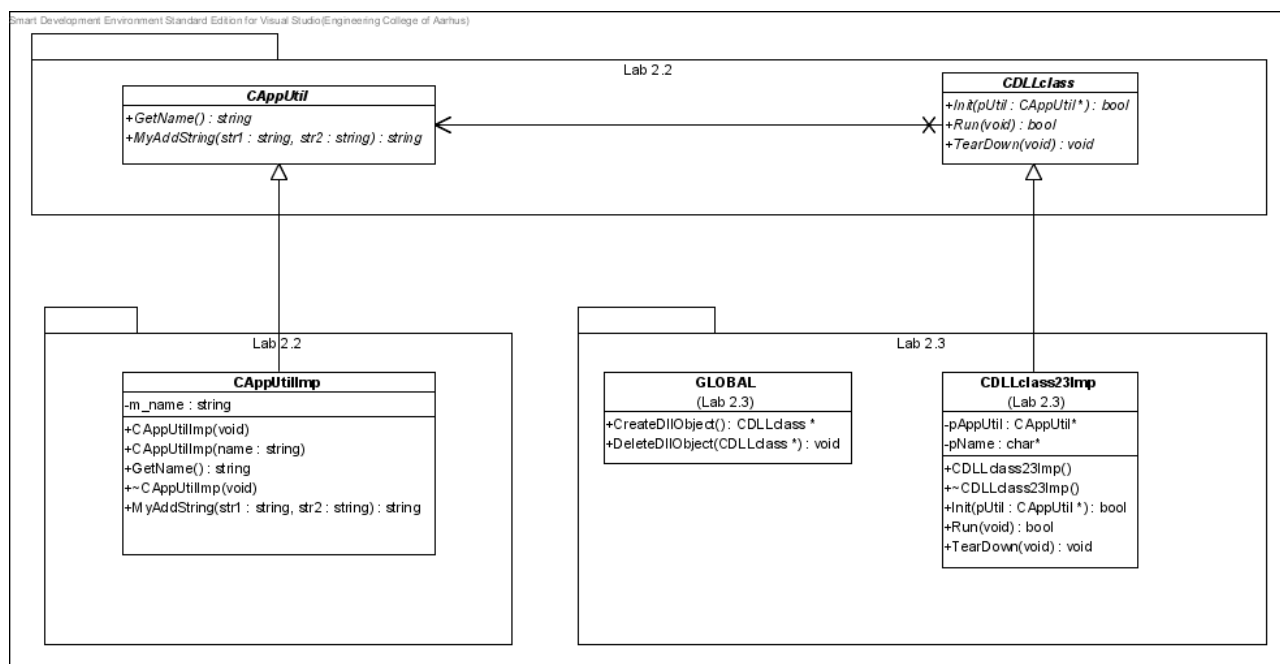 Smart Development Environment Standard Edition for Visual Studio(Engineering College of Aarhus)
Lab 2.2
CAppUtil
+GetName() : string
+MyAddString(str1 : string, str2 : string) : string
CDLLclass
+Init(pUtil : CAppUtil*) : bool
+Run(void) : bool
+TearDown(void) : void
Lab 2.2
CAppUtilImp
-m_name : string
+CAppUtilImp(void)
+CAppUtilImp(name : string)
+GetName() : string
+~CAppUtilImp(void)
+MyAddString(str1 : string, str2 : string) : string
Lab 2.3
GLOBAL
(Lab 2.3)
+CreateDllObject() : CDLLclass *
+DeleteDllObject(CDLLclass *) : void
CDLLclass23Imp
(Lab 2.3)
-pAppUtil : CAppUtil*
-pName : char*
+CDLLclass23Imp()
+~CDLLclass23Imp()
+Init(pUtil : CAppUtil *) : bool
+Run(void) : bool
+TearDown(void) : void